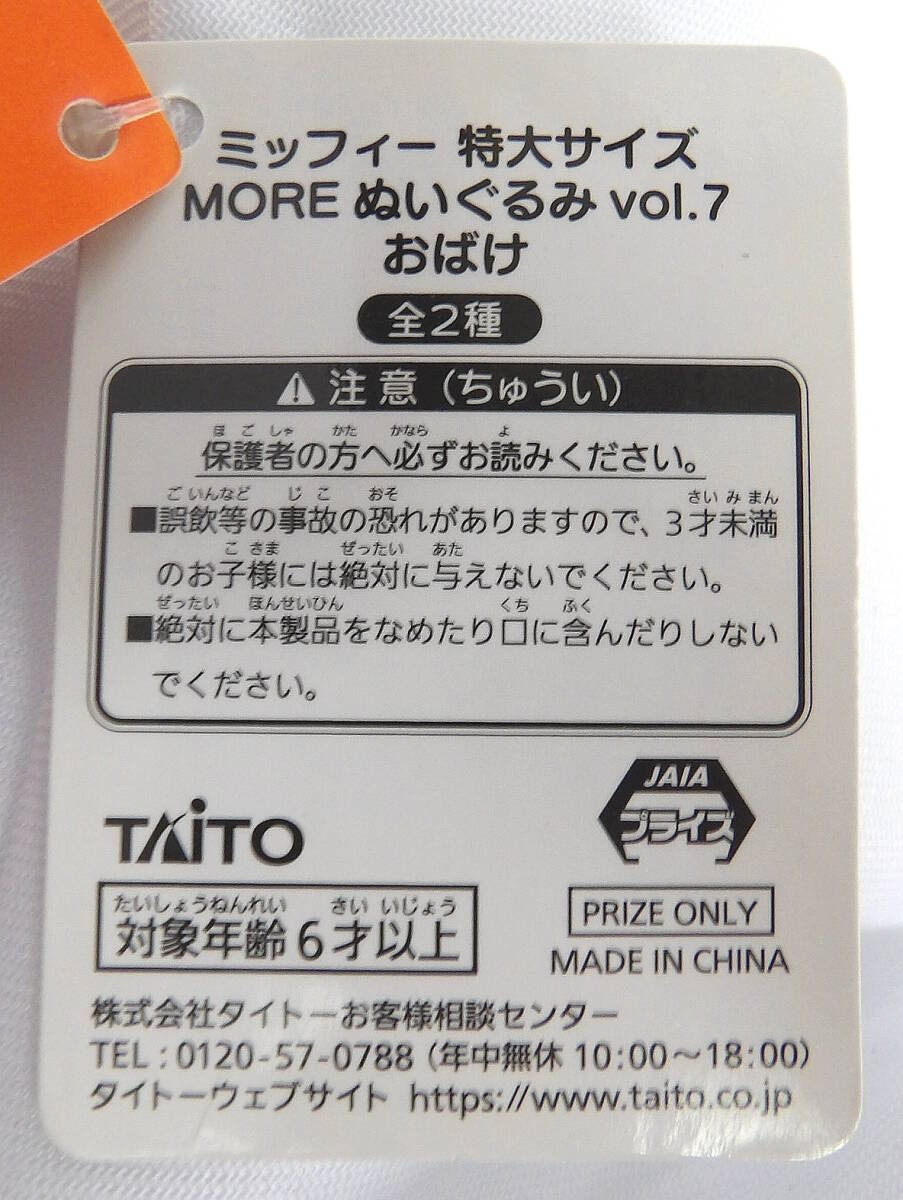 ミッフィー 特大サイズ
MORE ぬいぐるみ vol.7
おばけ
全2種
注意（ちゅうい）
ほごしゃ かた かなら よ
保護者の方へ必ずお読みください。
ごいんなど じこ おそ さいみまん
■誤飲等の事故の恐れがありますので、3才未満
こさま ぜったい あた
のお子様には絶対に与えないでください。
ぜったい ほんせいひん くち ふく
■絶対に本製品をなめたり口に含んだりしない
でください。
JAIA
プライズ
TAiTO
たいしょうねんれい さい いじょう
対象年齢6才以上
PRIZE ONLY
MADE IN CHINA
株式会社タイトーお客様相談センター
TEL:0120-57-0788（年中無休10:00～18:00）
タイトーウェブサイト https://www.taito.co.jp